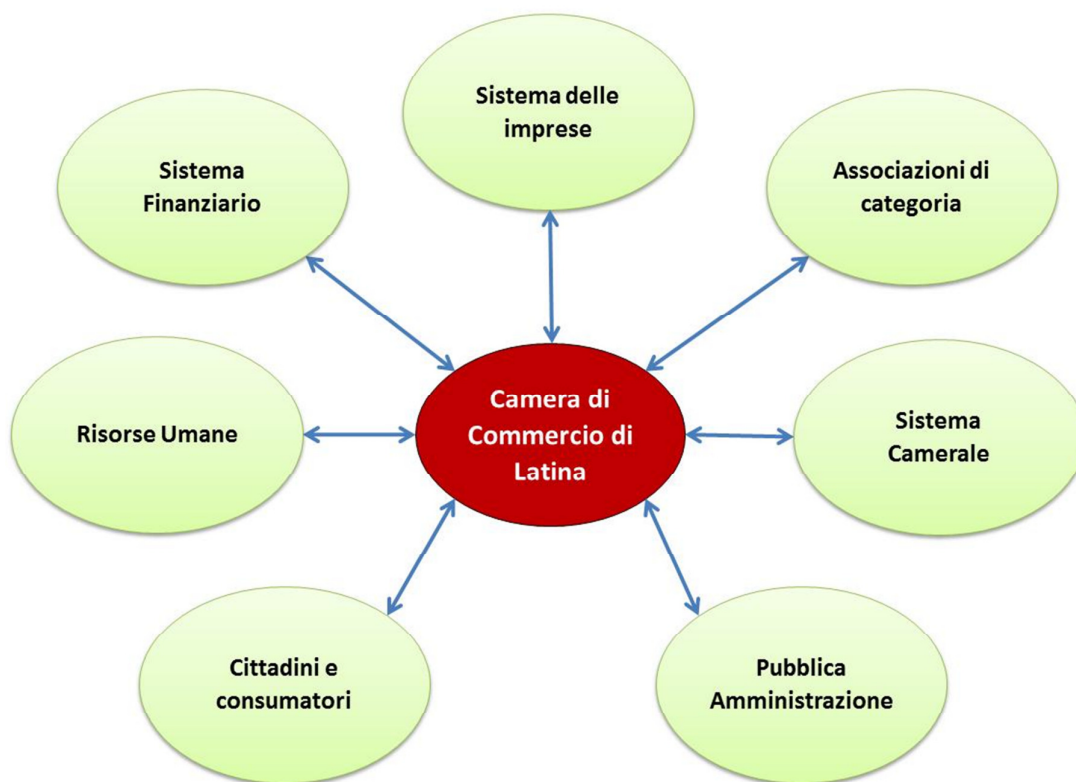 Sistema delle
imprese
Sistema
Finanziario
Associazioni di
categoria
Camera di
Commercio di
Latina
Risorse Umane
Sistema
Camerale
Cittadini e
consumatori
Pubblica
Amministrazione